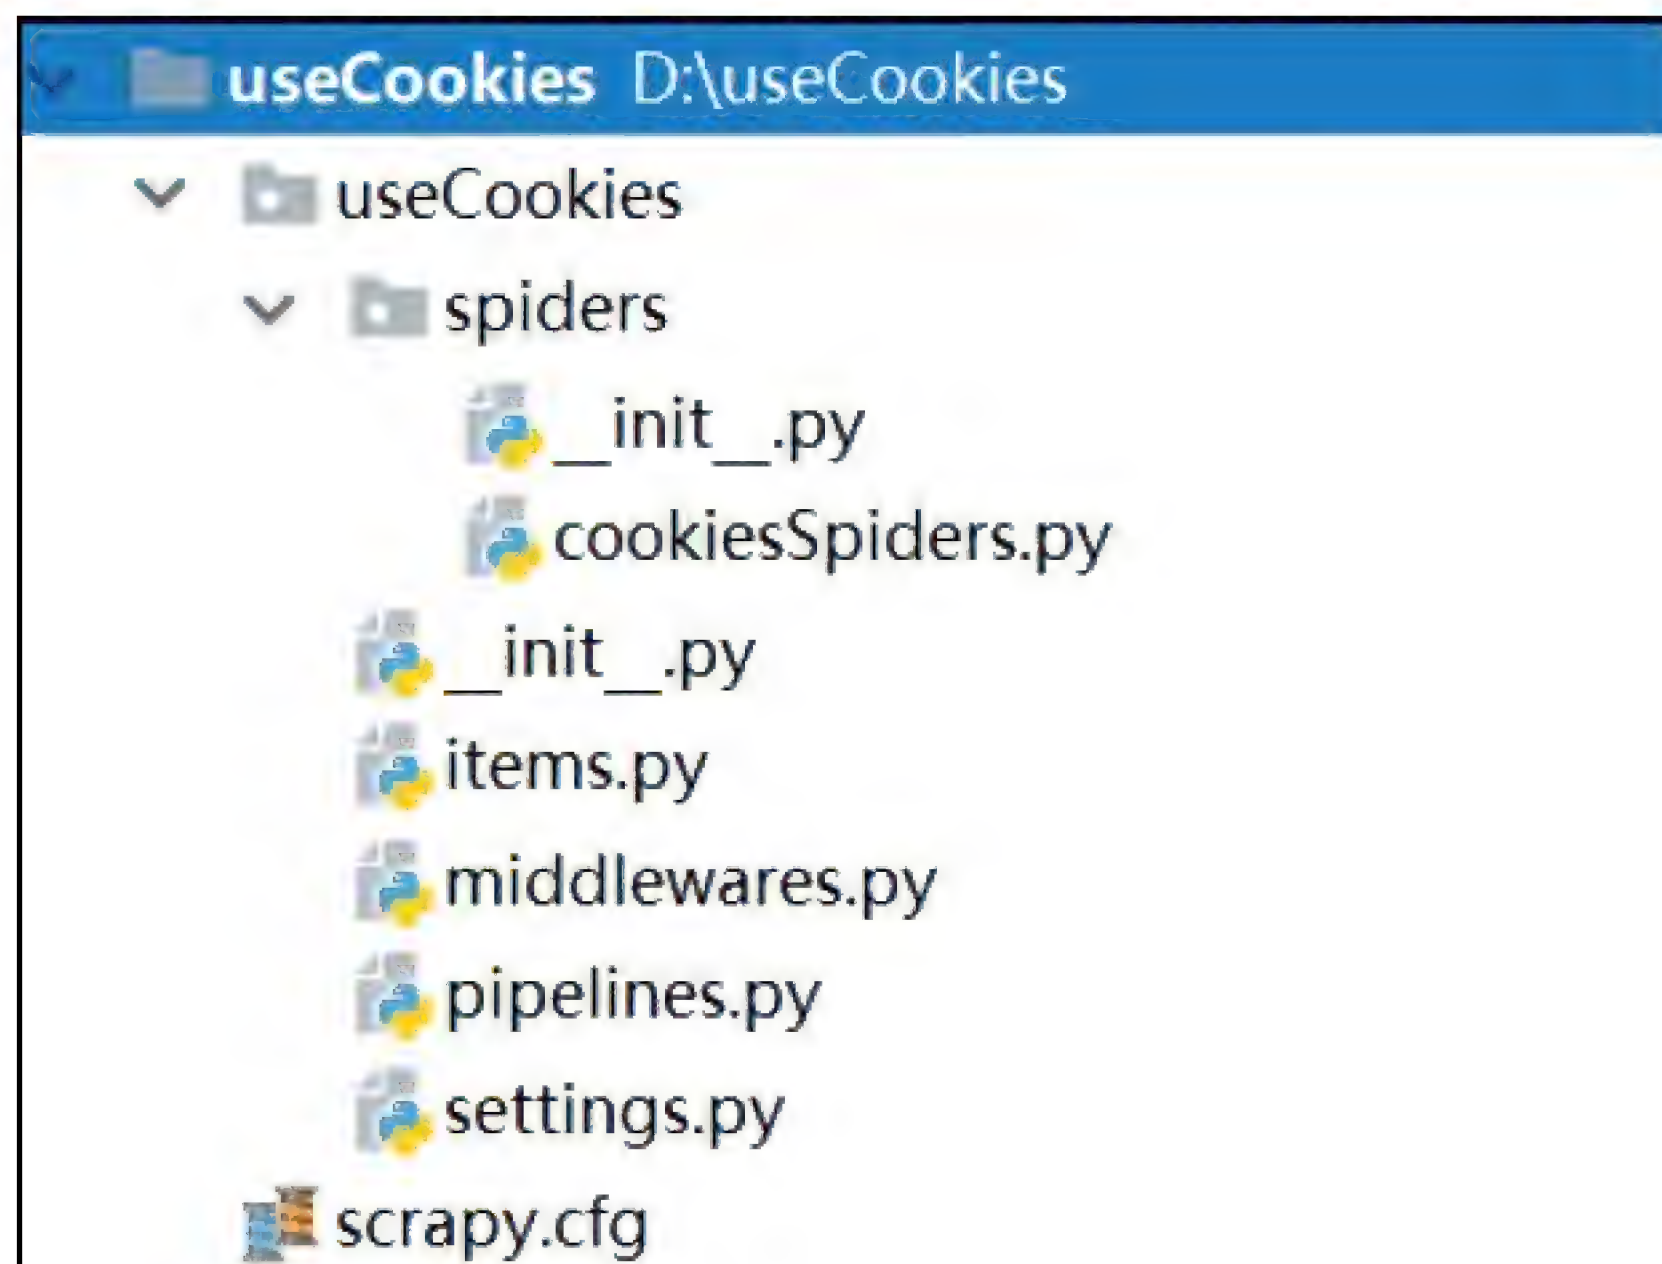 useCookies D:\useCookies
useCookies
spiders
__init__.py
cookiesSpiders.py
__init__.py
items.py
middlewares.py
pipelines.py
settings.py
scrapy.cfg